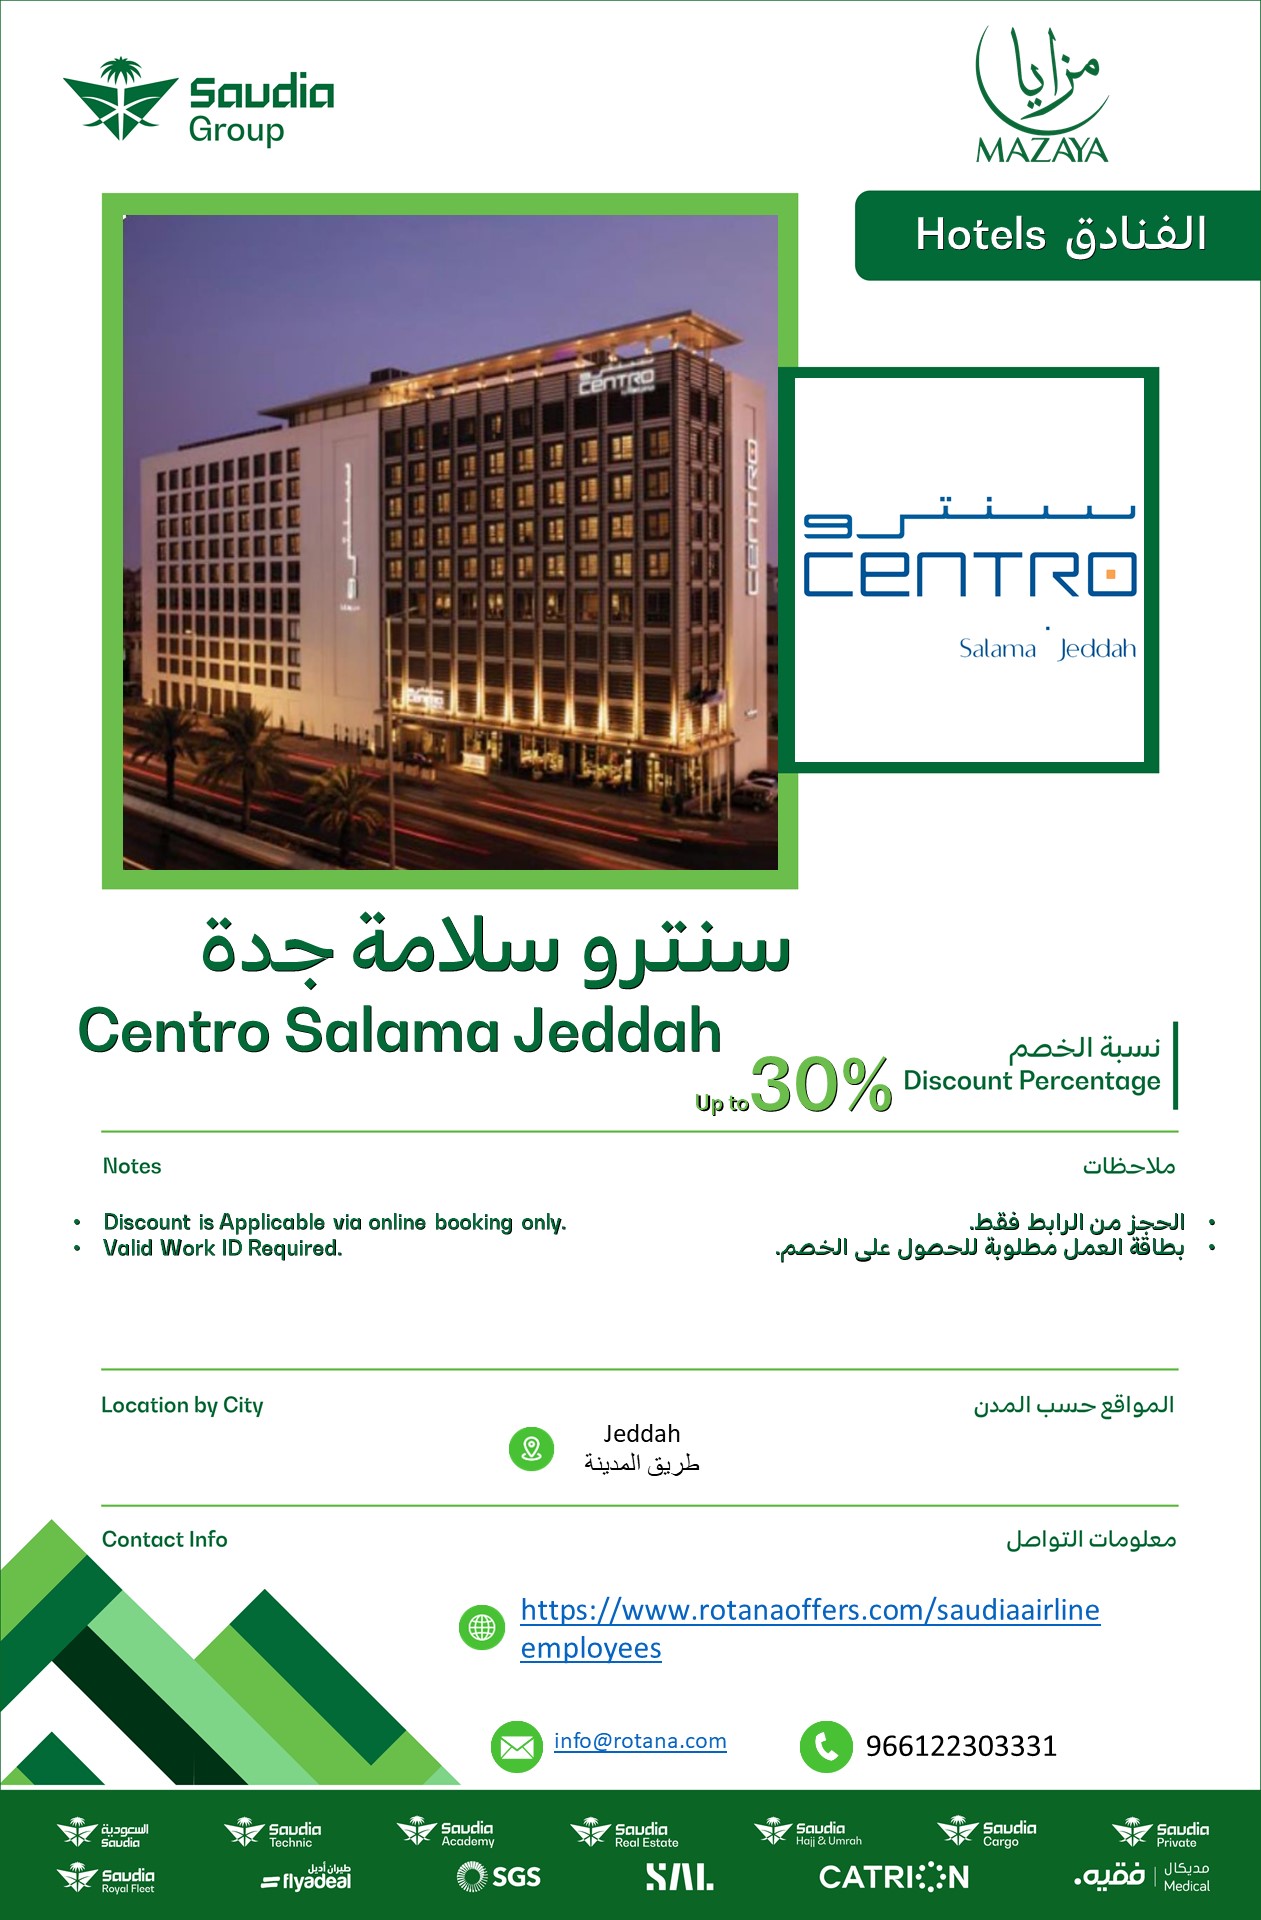 Saudia
Group
مزايا
MAZAYA
Hotels الفنادق
سنترو
CENTRO
CENTRO
سنترو
سنترو
CENTRO
Salama Jeddah
سنترو سلامة جدة
Centro Salama Jeddah
نسبة الخصم
Up to 30% Discount Percentage
Notes
ملاحظات
• Discount is Applicable via online booking only.
• Valid Work ID Required.
• الحجز من الرابط فقط.
• بطاقة العمل مطلوبة للحصول على الخصم.
Location by City
المواقع حسب المدن
Jeddah
طريق المدينة
Contact Info
معلومات التواصل
https://www.rotanaoffers.com/saudiaairline
employees
info@rotana.com
966122303331
السعودية
Saudia
Saudia
Technic
Saudia
Academy
Saudia
Real Estate
Saudia
Hajj & Umrah
Saudia
Cargo
Saudia
Private
Saudia
Royal Fleet
طيران أديل
flyadeal
SGS
SAL
CATRION
فقيه
مديكال
Medical